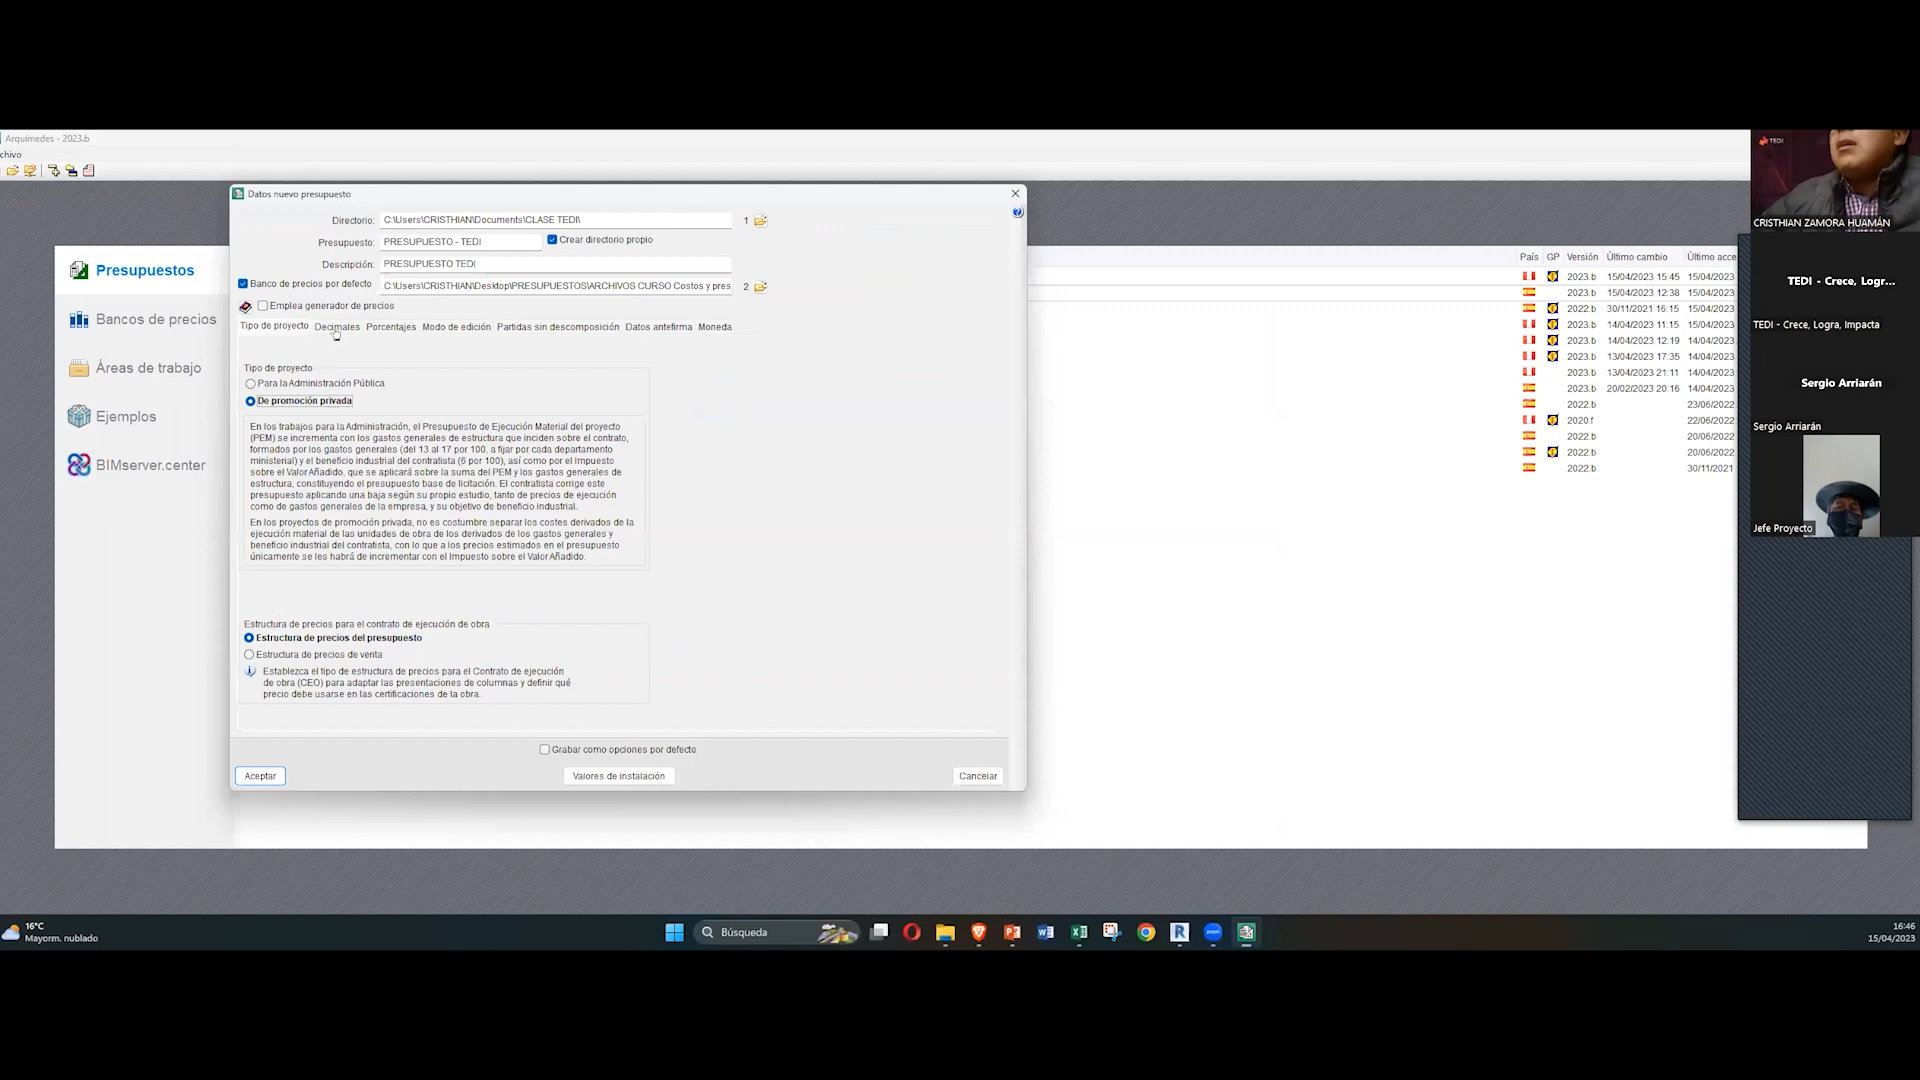 Arquímedes - 2023.b
chivo
Datos nuevo presupuesto
Directorio: C:\Users\CRISTHIAN\Documents\CLASE TEDI\ 1
Presupuesto: PRESUPUESTO - TEDI Crear directorio propio
Descripción: PRESUPUESTO TEDI
Banco de precios por defecto C:\Users\CRISTHIAN\Desktop\PRESUPUESTOS\ARCHIVOS CURSO Costos y pres 2
Emplea generador de precios
Tipo de proyecto Decimales Porcentajes Modo de edición Partidas sin descomposición Datos antefirma Moneda
Tipo de proyecto
Para la Administración Pública
De promoción privada
En los trabajos para la Administración, el Presupuesto de Ejecución Material del proyecto
(PEM) se incrementa con los gastos generales de estructura que inciden sobre el contrato,
formados por los gastos generales (del 13 al 17 por 100, a fijar por cada departamento
ministerial) y el beneficio industrial del contratista (6 por 100), así como por el Impuesto
sobre el Valor Añadido, que se aplicará sobre la suma del PEM y los gastos generales de
estructura, constituyendo el presupuesto base de licitación. El contratista corrige este
presupuesto aplicando una baja según su propio estudio, tanto de precios de ejecución
como de gastos generales de la empresa, y su objetivo de beneficio industrial.
En los proyectos de promoción privada, no es costumbre separar los costes derivados de la
ejecución material de las unidades de obra de los derivados de los gastos generales y
beneficio industrial del contratista, con lo que a los precios estimados en el presupuesto
únicamente se les habrá de incrementar con el Impuesto sobre el Valor Añadido.
Estructura de precios para el contrato de ejecución de obra
Estructura de precios del presupuesto
Estructura de precios de venta
Establezca el tipo de estructura de precios para el Contrato de ejecución
de obra (CEO) para adaptar las presentaciones de columnas y definir qué
precio debe usarse en las certificaciones de la obra.
Grabar como opciones por defecto
Aceptar Valores de instalación Cancelar
Presupuestos
Bancos de precios
Áreas de trabajo
Ejemplos
BIMserver.center
País GP Versión Último cambio Último acce
2023.b 15/04/2023 15:45 15/04/2023
2023.b 15/04/2023 12:38 15/04/2023
2022.b 30/11/2021 16:15 15/04/2023
2023.b 14/04/2023 11:15 15/04/2023
2023.b 14/04/2023 12:19 15/04/2023
2023.b 13/04/2023 17:35 14/04/2023
2023.b 13/04/2023 21:11 14/04/2023
2023.b 20/02/2023 20:16 14/04/2023
2022.b 23/06/2022
2020.f 22/06/2022
2022.b 20/06/2022
2022.b 20/06/2022
2022.b 30/11/2021
TEDI
CRISTHIAN ZAMORA HUAMÁN
TEDI - Crece, Logr...
TEDI - Crece, Logra, Impacta
Sergio Arriarán
Sergio Arriarán
Jefe Proyecto
16°C
Mayorm. nublado
Búsqueda
16:46
15/04/2023